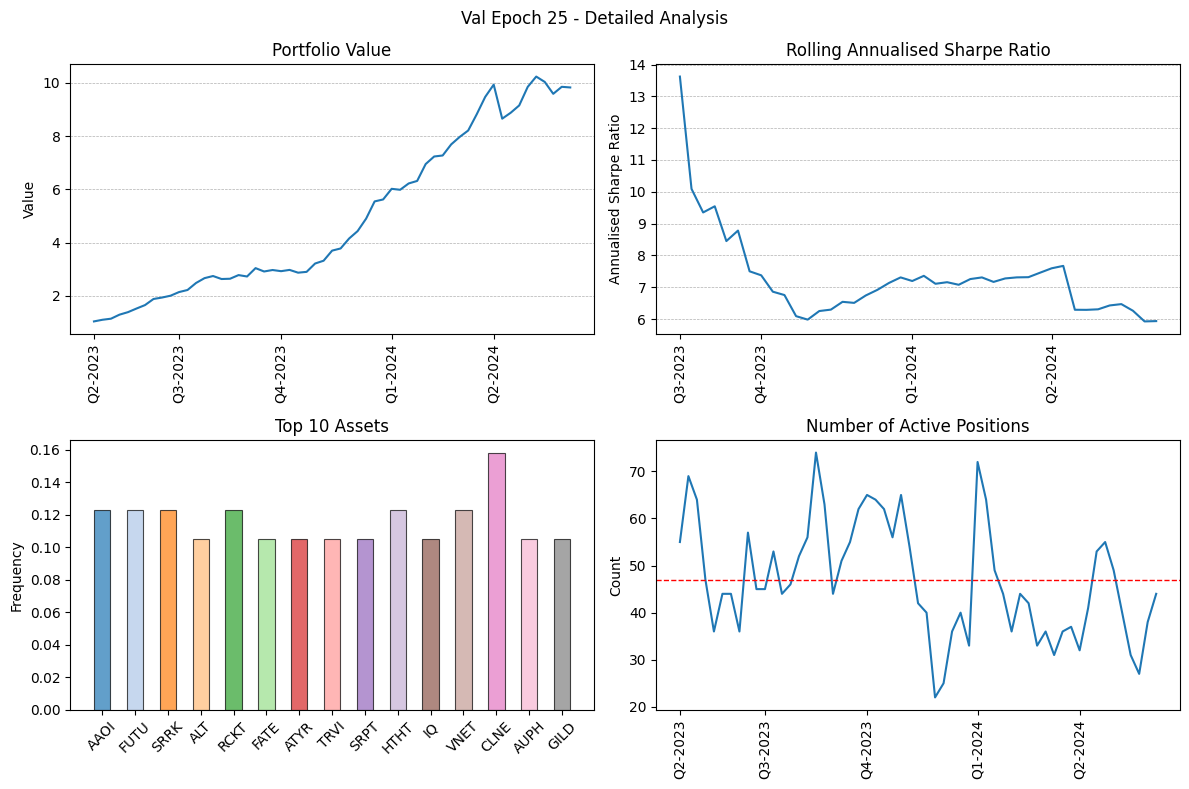 Val Epoch 25 - Detailed Analysis
Portfolio Value
Value
10
8
6
4
2
Q2-2023
Q3-2023
Q4-2023
Q1-2024
Q2-2024
Rolling Annualised Sharpe Ratio
Annualised Sharpe Ratio
14
13
12
11
10
9
8
7
6
Q3-2023
Q4-2023
Q1-2024
Q2-2024
Top 10 Assets
Frequency
0.16
0.14
0.12
0.10
0.08
0.06
0.04
0.02
0.00
AAOI
FUTU
SRRK
ALT
RCKT
FATE
ATYR
TRVI
SRPT
HTHT
IQ
VNET
CLNE
AUPH
GILD
Number of Active Positions
Count
70
60
50
40
30
20
Q2-2023
Q3-2023
Q4-2023
Q1-2024
Q2-2024